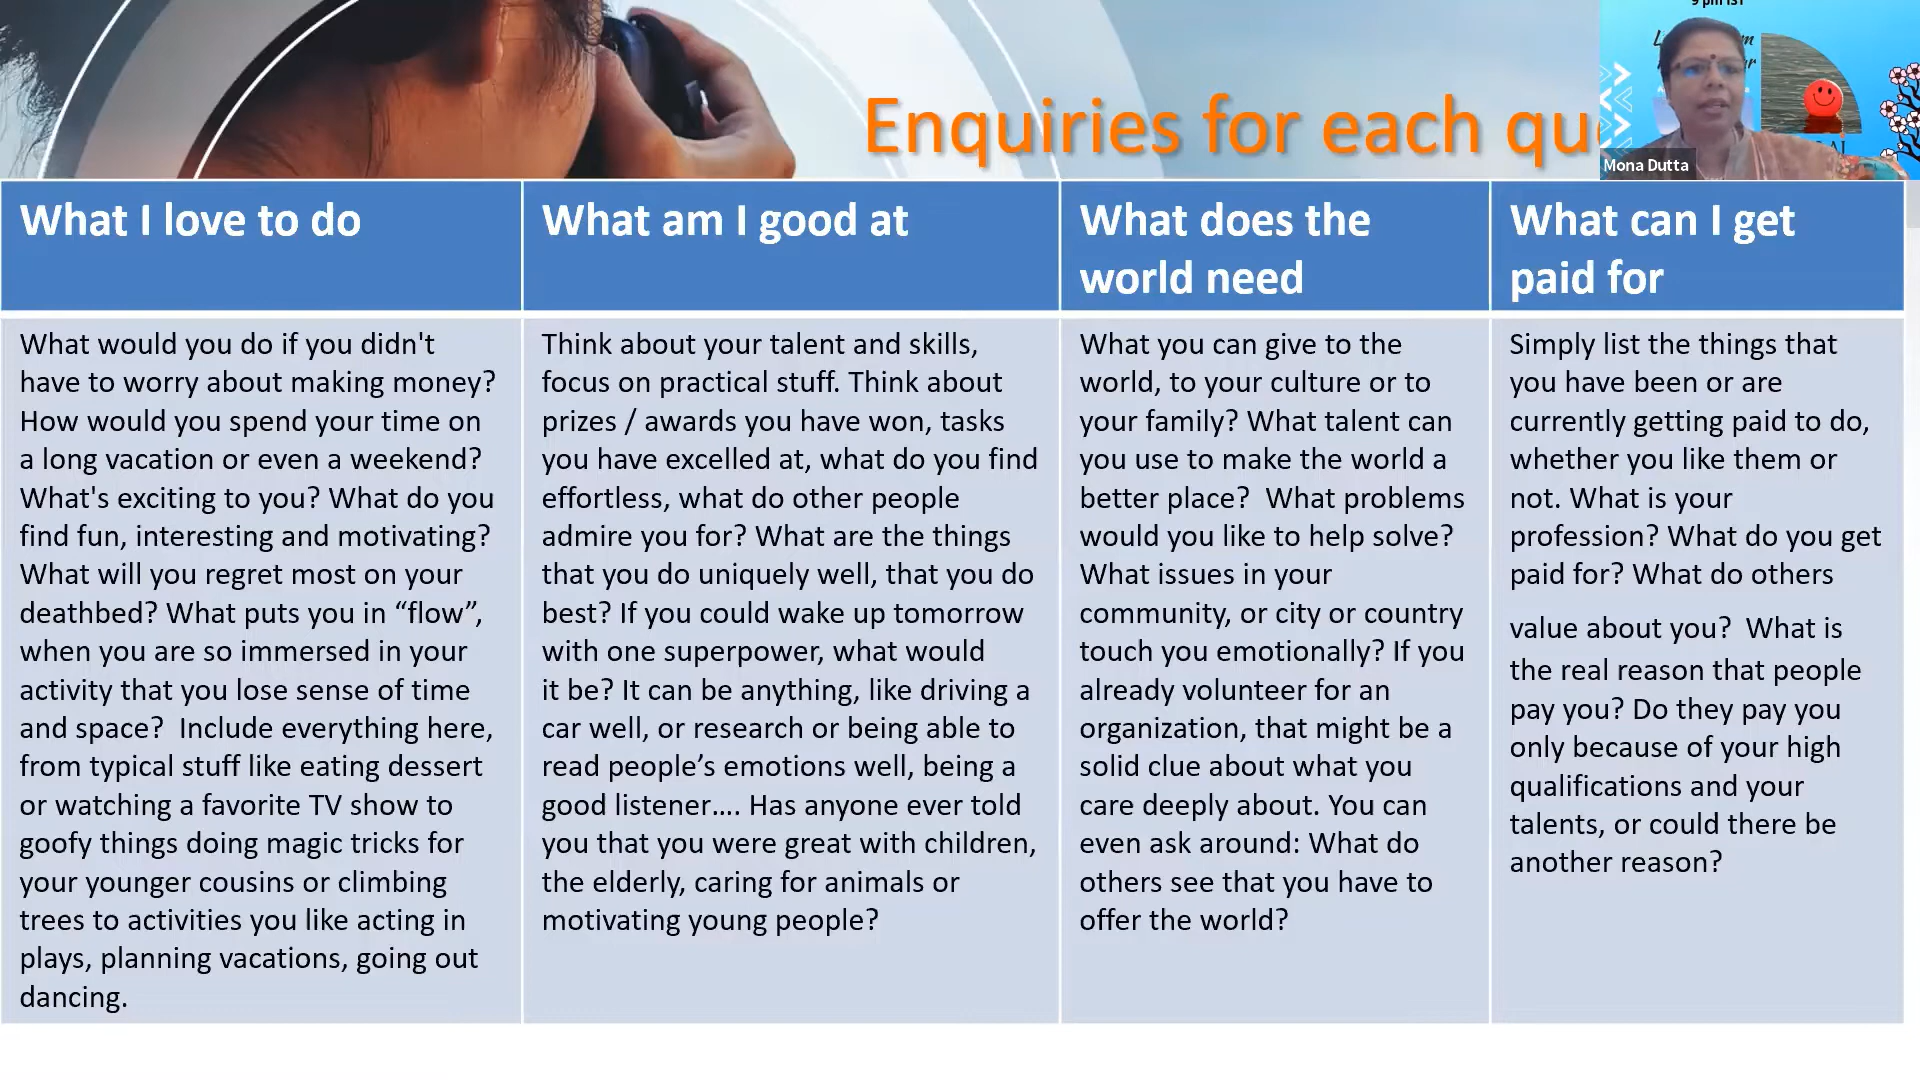 9 pm IST
Enquiries for each
Mona Dutta
What I love to do
What would you do if you didn't
have to worry about making money?
How would you spend your time on
a long vacation or even a weekend?
What's exciting to you? What do you
find fun, interesting and motivating?
What will you regret most on your
deathbed? What puts you in “flow”,
when you are so immersed in your
activity that you lose sense of time
and space?  Include everything here,
from typical stuff like eating dessert
or watching a favorite TV show to
goofy things doing magic tricks for
your younger cousins or climbing
trees to activities you like acting in
plays, planning vacations, going out
dancing.
What am I good at
Think about your talent and skills,
focus on practical stuff. Think about
prizes / awards you have won, tasks
you have excelled at, what do you find
effortless, what do other people
admire you for? What are the things
that you do uniquely well, that you do
best? If you could wake up tomorrow
with one superpower, what would
it be? It can be anything, like driving a
car well, or research or being able to
read people’s emotions well, being a
good listener…. Has anyone ever told
you that you were great with children,
the elderly, caring for animals or
motivating young people?
What does the
world need
What you can give to the
world, to your culture or to
your family? What talent can
you use to make the world a
better place?  What problems
would you like to help solve?
What issues in your
community, or city or country
touch you emotionally? If you
already volunteer for an
organization, that might be a
solid clue about what you
care deeply about. You can
even ask around: What do
others see that you have to
offer the world?
What can I get
paid for
Simply list the things that
you have been or are
currently getting paid to do,
whether you like them or
not. What is your
profession? What do you get
paid for? What do others
value about you?  What is
the real reason that people
pay you? Do they pay you
only because of your high
qualifications and your
talents, or could there be
another reason?